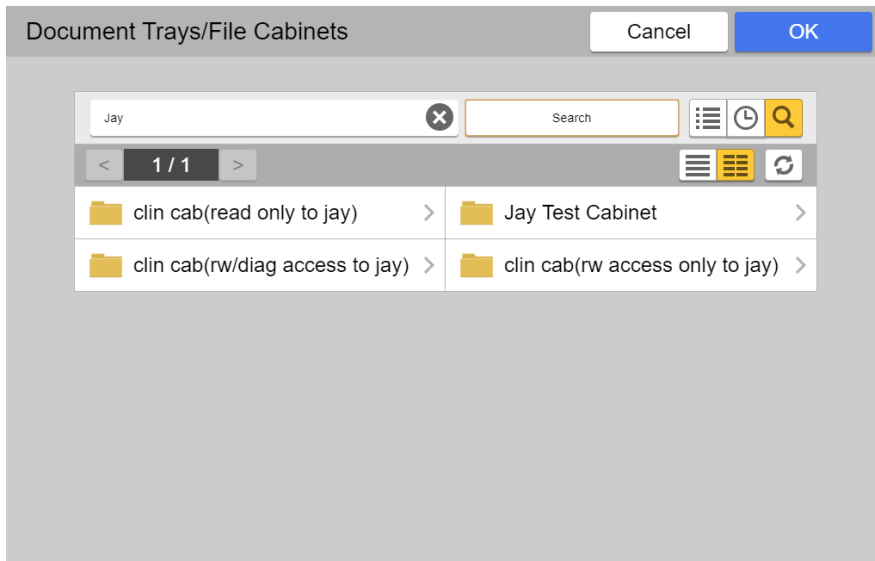 Document Trays/File Cabinets
Cancel
OK
Jay
Search
<
1 / 1
>
clin cab(read only to jay)
Jay Test Cabinet
clin cab(rw/diag access to jay)
clin cab(rw access only to jay)